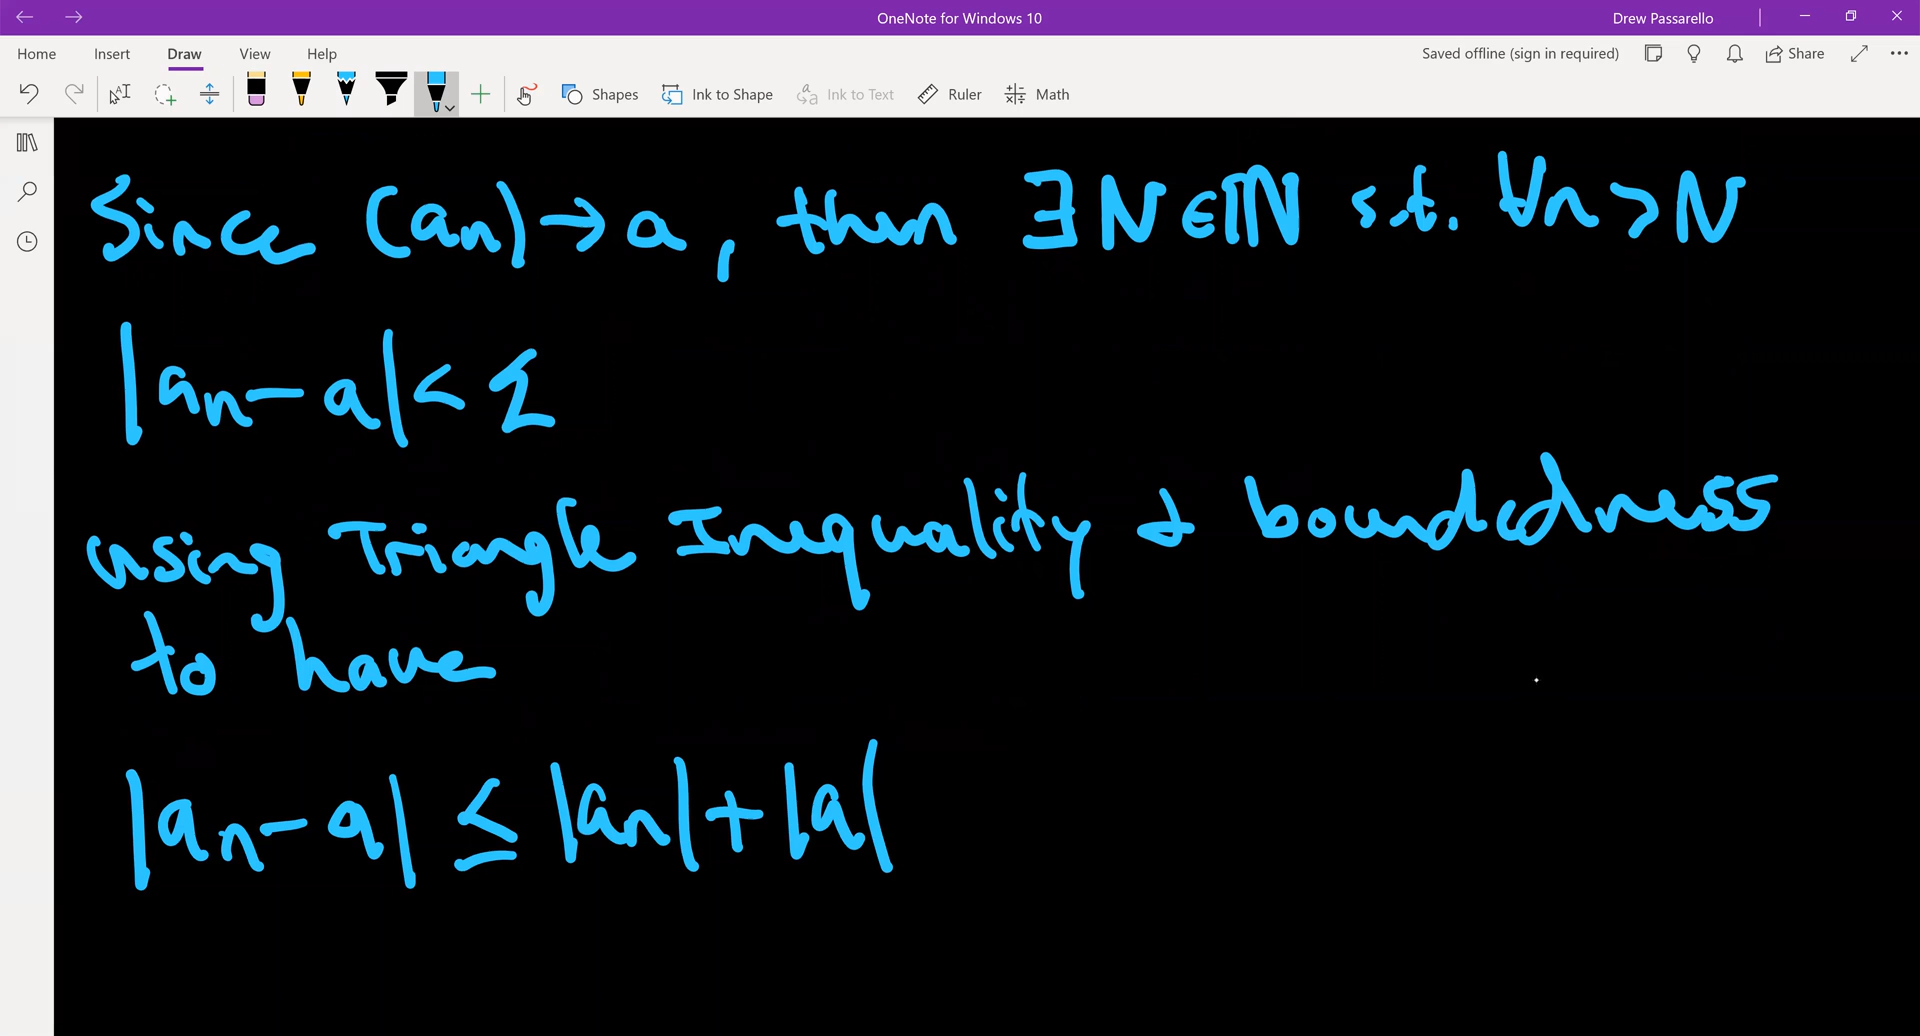 OneNote for Windows 10
Drew Passarello
Home Insert Draw View Help
Saved offline (sign in required) Share
Shapes Ink to Shape Ink to Text Ruler Math
Since (an) → a, then ∃ N ∈ ℕ s.t. ∀n > N
|an − a| < ε
using Triangle Inequality & boundedness
to have
|an − a| ≤ |an| + |a|